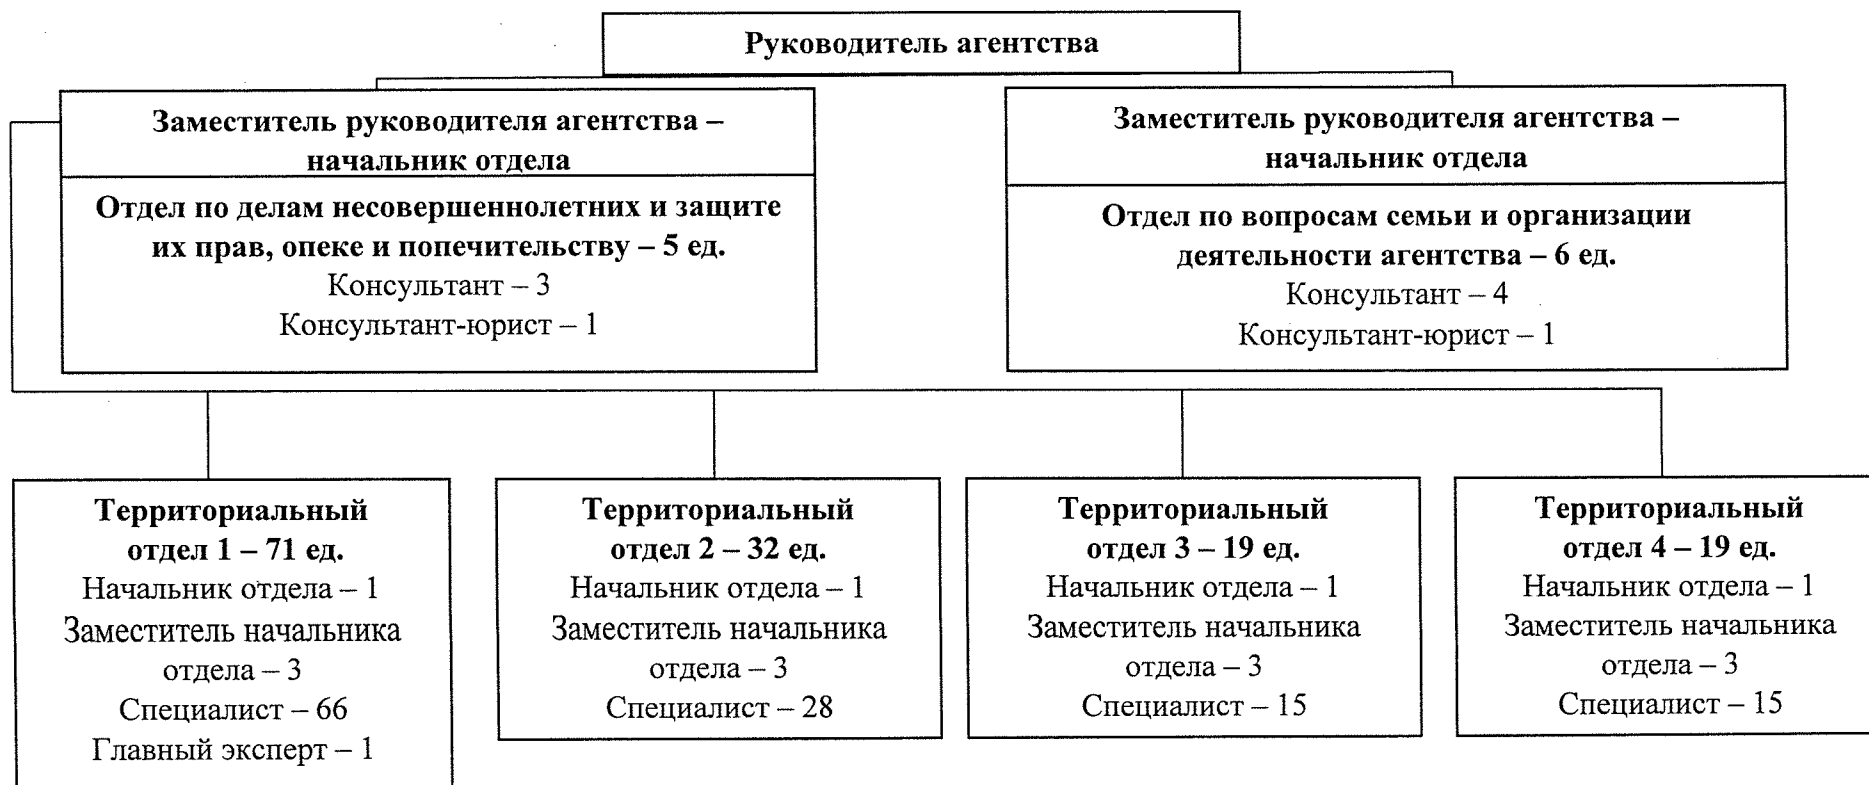 Руководитель агентства
Заместитель руководителя агентства –
начальник отдела
Отдел по делам несовершеннолетних и защите
их прав, опеке и попечительству – 5 ед.
Консультант – 3
Консультант-юрист – 1
Заместитель руководителя агентства –
начальник отдела
Отдел по вопросам семьи и организации
деятельности агентства – 6 ед.
Консультант – 4
Консультант-юрист – 1
Территориальный
отдел 1 – 71 ед.
Начальник отдела – 1
Заместитель начальника
отдела – 3
Специалист – 66
Главный эксперт – 1
Территориальный
отдел 2 – 32 ед.
Начальник отдела – 1
Заместитель начальника
отдела – 3
Специалист – 28
Территориальный
отдел 3 – 19 ед.
Начальник отдела – 1
Заместитель начальника
отдела – 3
Специалист – 15
Территориальный
отдел 4 – 19 ед.
Начальник отдела – 1
Заместитель начальника
отдела – 3
Специалист – 15